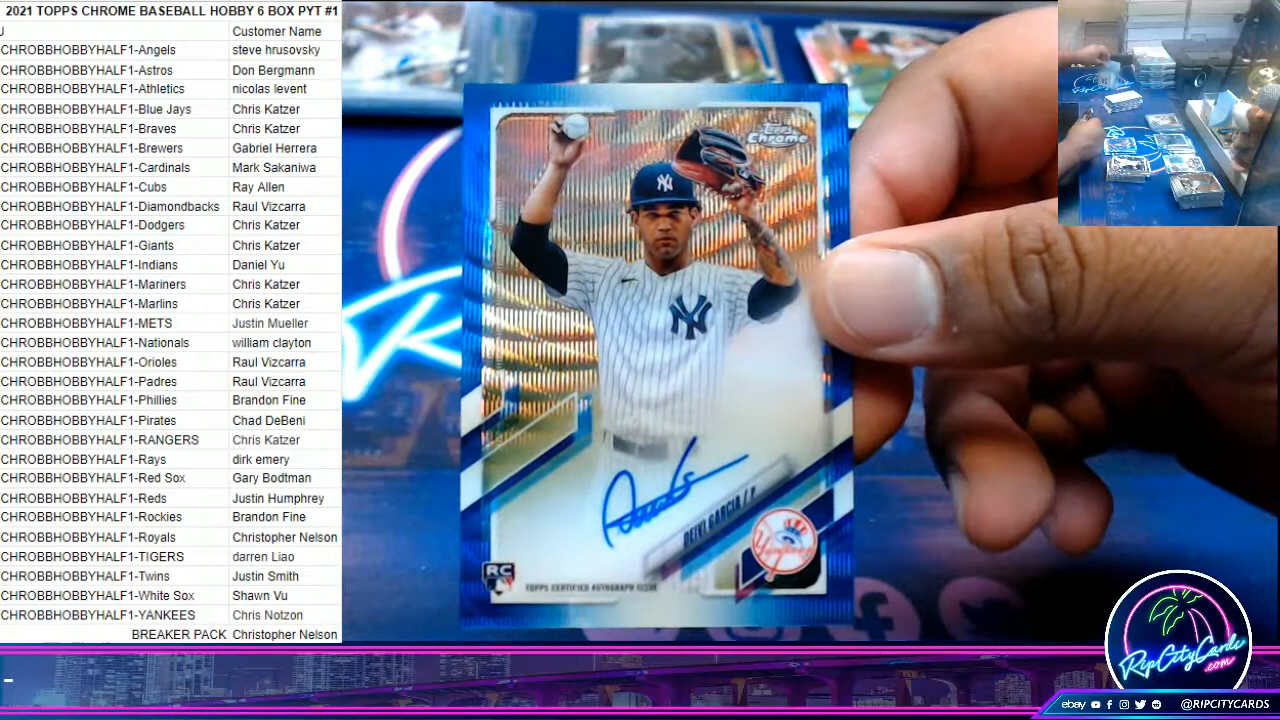 2021 TOPPS CHROME BASEBALL HOBBY 6 BOX PYT #1
Customer Name
CHROBBHOBBYHALF1-Angels steve hrusovsky
CHROBBHOBBYHALF1-Astros Don Bergmann
CHROBBHOBBYHALF1-Athletics nicolas levent
CHROBBHOBBYHALF1-Blue Jays Chris Katzer
CHROBBHOBBYHALF1-Braves Chris Katzer
CHROBBHOBBYHALF1-Brewers Gabriel Herrera
CHROBBHOBBYHALF1-Cardinals Mark Sakaniwa
CHROBBHOBBYHALF1-Cubs Ray Allen
CHROBBHOBBYHALF1-Diamondbacks Raul Vizcarra
CHROBBHOBBYHALF1-Dodgers Chris Katzer
CHROBBHOBBYHALF1-Giants Chris Katzer
CHROBBHOBBYHALF1-Indians Daniel Yu
CHROBBHOBBYHALF1-Mariners Chris Katzer
CHROBBHOBBYHALF1-Marlins Chris Katzer
CHROBBHOBBYHALF1-METS Justin Mueller
CHROBBHOBBYHALF1-Nationals william clayton
CHROBBHOBBYHALF1-Orioles Raul Vizcarra
CHROBBHOBBYHALF1-Padres Raul Vizcarra
CHROBBHOBBYHALF1-Phillies Brandon Fine
CHROBBHOBBYHALF1-Pirates Chad DeBeni
CHROBBHOBBYHALF1-RANGERS Chris Katzer
CHROBBHOBBYHALF1-Rays dirk emery
CHROBBHOBBYHALF1-Red Sox Gary Bodtman
CHROBBHOBBYHALF1-Reds Justin Humphrey
CHROBBHOBBYHALF1-Rockies Brandon Fine
CHROBBHOBBYHALF1-Royals Christopher Nelson
CHROBBHOBBYHALF1-TIGERS darren Liao
CHROBBHOBBYHALF1-Twins Justin Smith
CHROBBHOBBYHALF1-White Sox Shawn Vu
CHROBBHOBBYHALF1-YANKEES Chris Notzon
BREAKER PACK Christopher Nelson
Topps
Chrome
NY
NY
DEIVI GARCIA / P
Yankees
RC
TOPPS CERTIFIED AUTOGRAPH ISSUE
RipCityCards
.com
ebay @RIPCITYCARDS